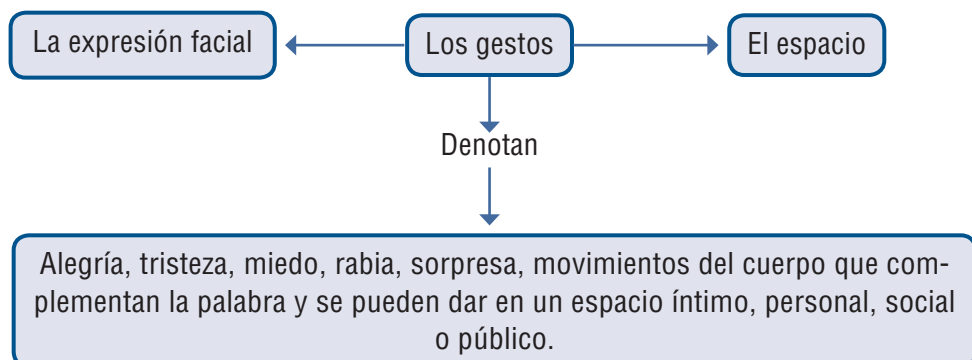 La expresión facial
Los gestos
El espacio
Denotan
Alegría, tristeza, miedo, rabia, sorpresa, movimientos del cuerpo que com-
plementan la palabra y se pueden dar en un espacio íntimo, personal, social
o público.